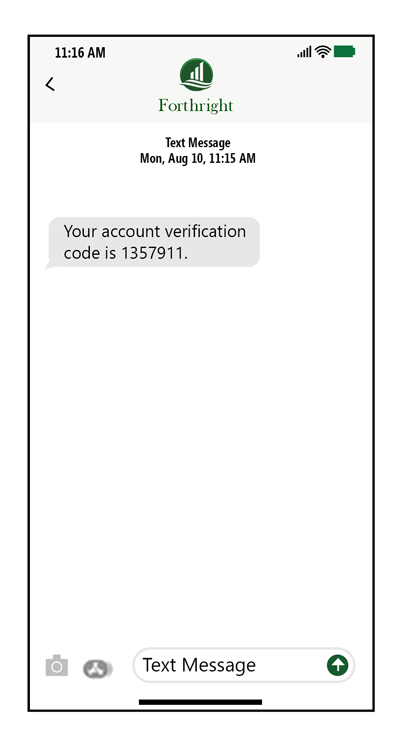 11:16 AM
Forthright
Text Message
Mon, Aug 10, 11:15 AM
Your account verification
code is 1357911.
Text Message